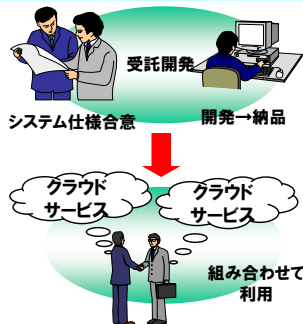 受託開発
システム仕様合意
開発→納品
クラウド
サービス
クラウド
サービス
組み合わせて
利用